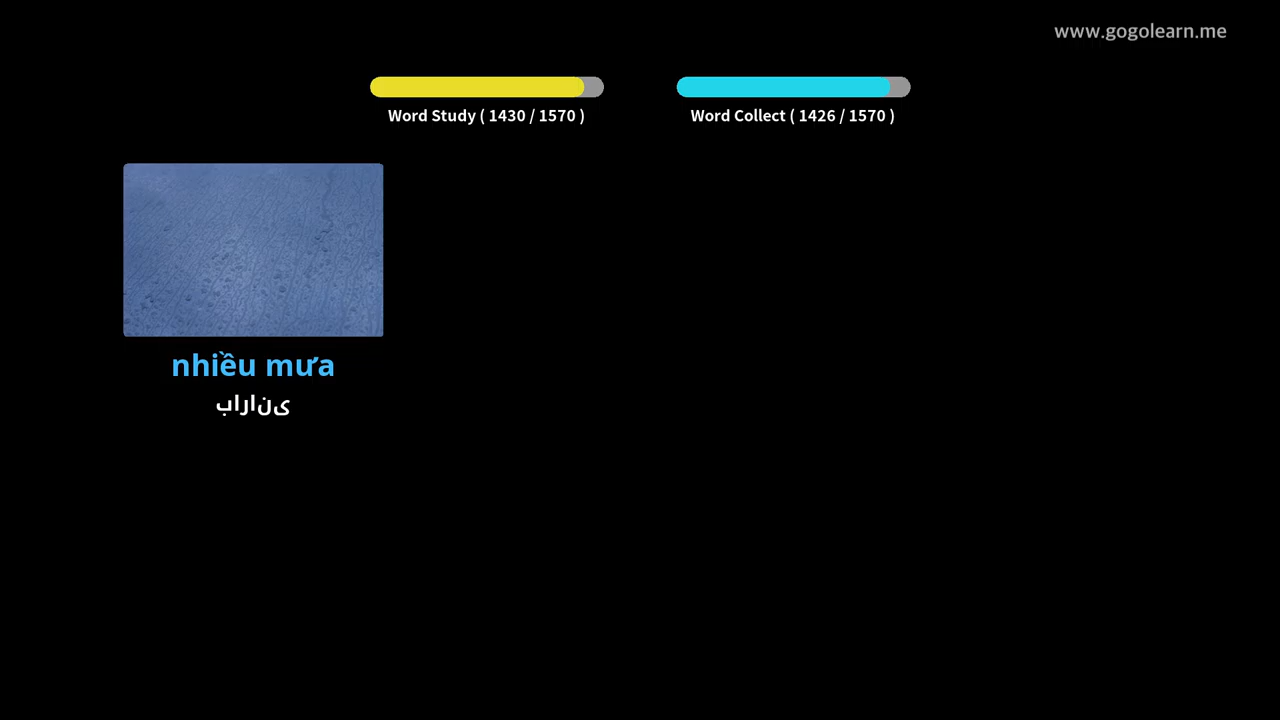 www.gogolearn.me
Word Study ( 1430 / 1570 )
Word Collect ( 1426 / 1570 )
nhiều mưa
بارانی